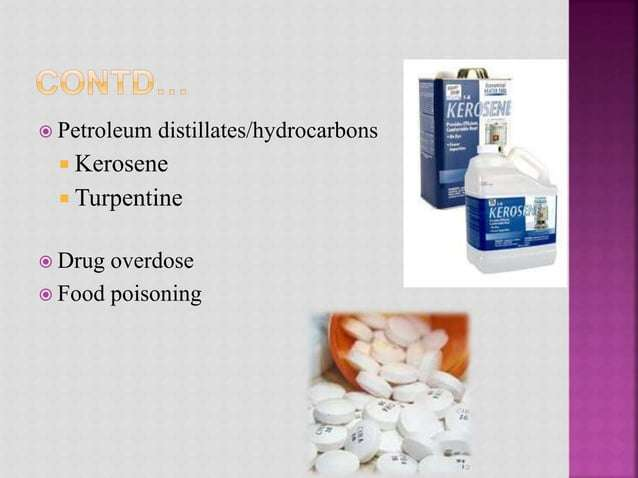 CONTD...
Petroleum distillates/hydrocarbons
Kerosene
Turpentine
Drug overdose
Food poisoning
KEROSENE
KEROSENE